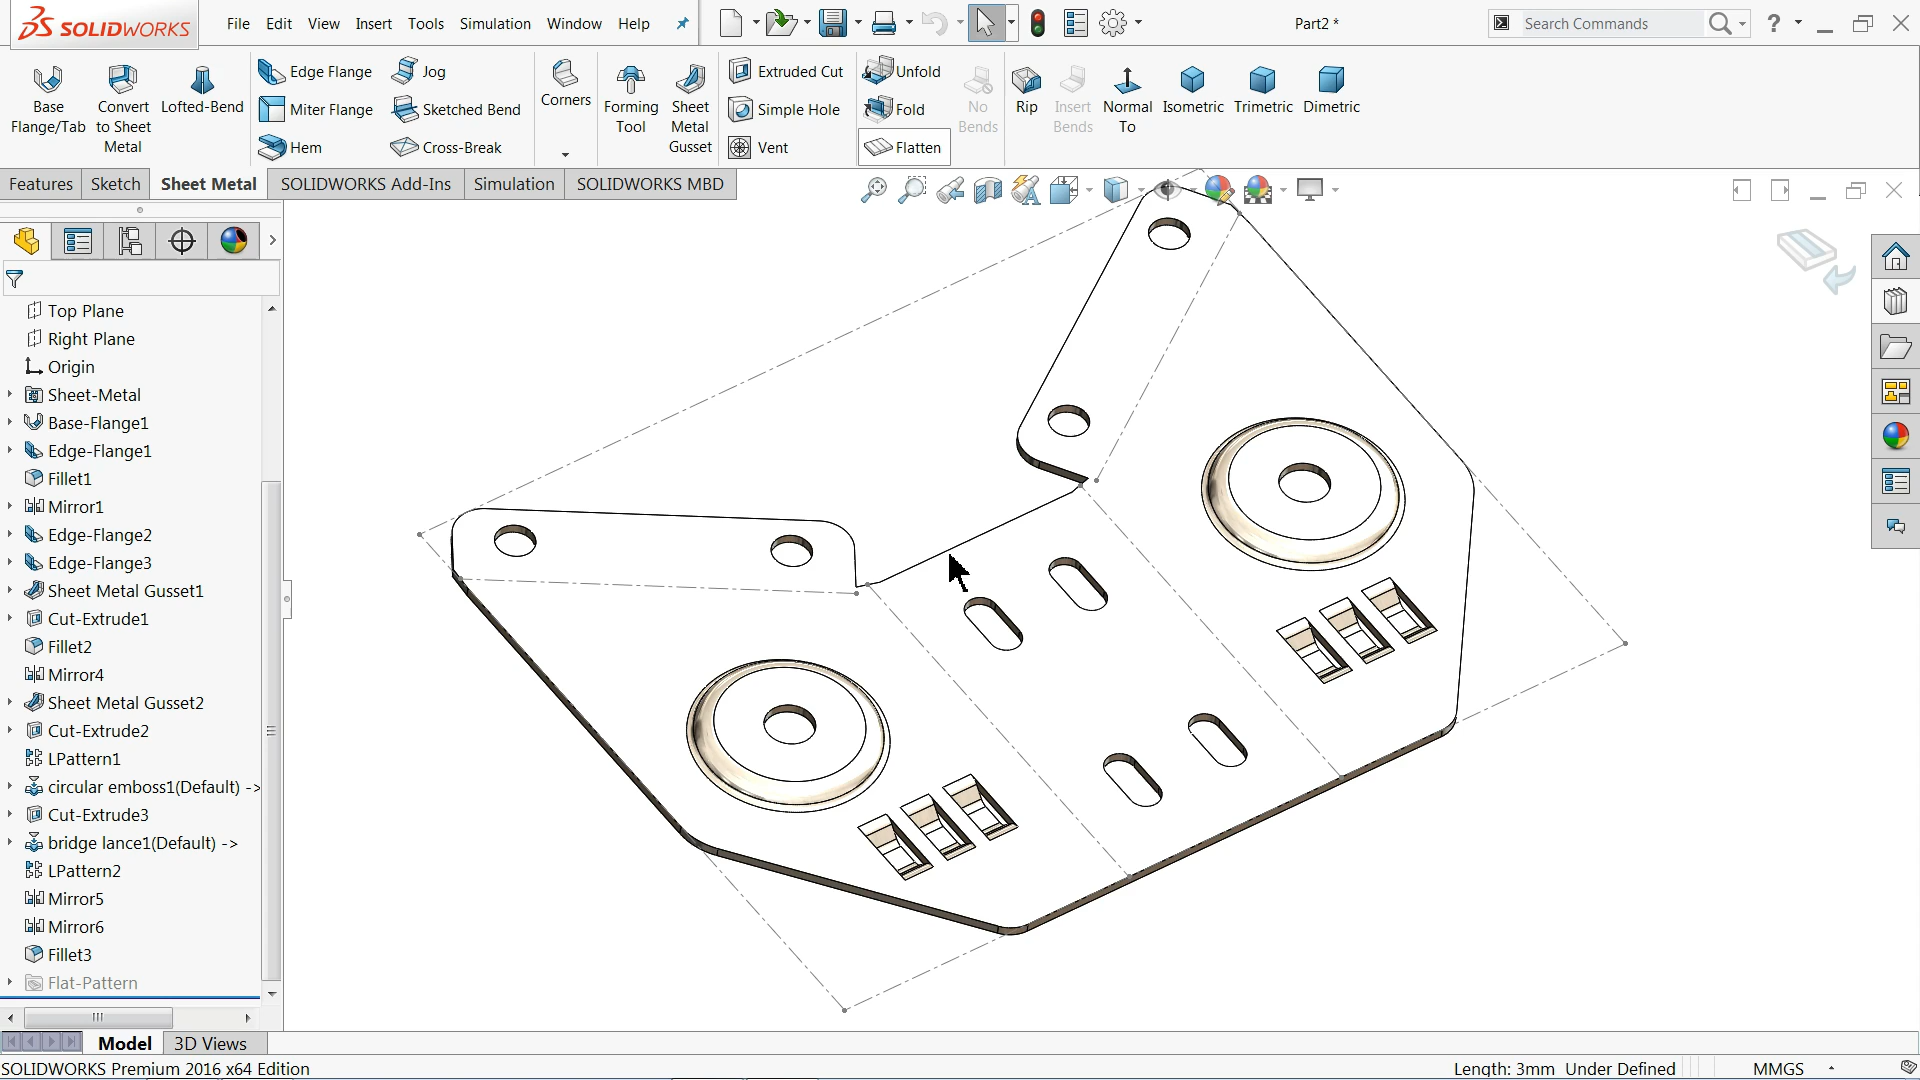 SOLIDWORKS File Edit View Insert Tools Simulation Window Help Part2 * Search Commands ?
Base Flange/Tab
Convert to Sheet Metal
Lofted-Bend
Edge Flange
Miter Flange
Hem
Jog
Sketched Bend
Cross-Break
Corners
Forming Tool
Sheet Metal Gusset
Extruded Cut
Simple Hole
Vent
Unfold
Fold
Flatten
No Bends
Rip
Insert Bends
Normal To
Isometric
Trimetric
Dimetric
Features Sketch Sheet Metal SOLIDWORKS Add-Ins Simulation SOLIDWORKS MBD
Top Plane
Right Plane
Origin
Sheet-Metal
Base-Flange1
Edge-Flange1
Fillet1
Mirror1
Edge-Flange2
Edge-Flange3
Sheet Metal Gusset1
Cut-Extrude1
Fillet2
Mirror4
Sheet Metal Gusset2
Cut-Extrude2
LPattern1
circular emboss1(Default) ->
Cut-Extrude3
bridge lance1(Default) ->
LPattern2
Mirror5
Mirror6
Fillet3
Flat-Pattern
Model 3D Views
SOLIDWORKS Premium 2016 x64 Edition Length: 3mm Under Defined MMGS